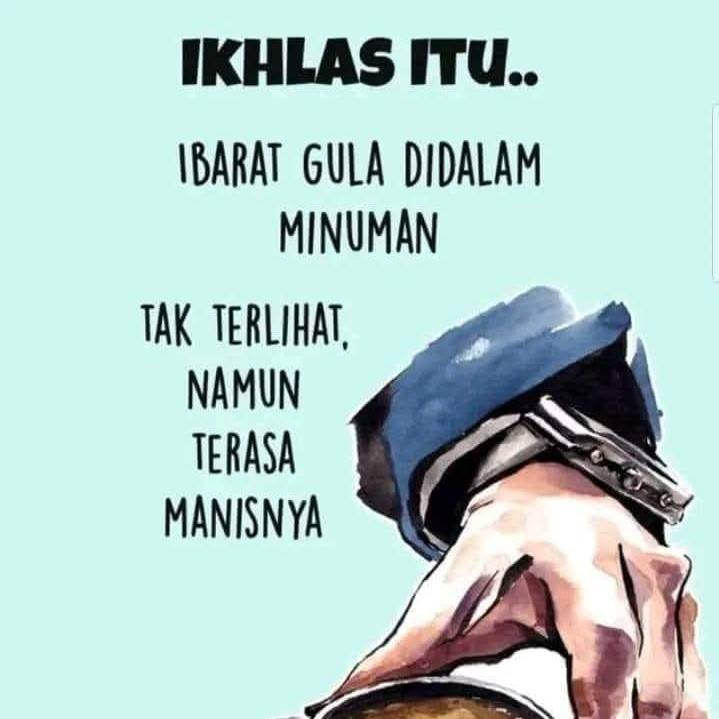 IKHLAS ITU..
IBARAT GULA DIDALAM
MINUMAN
TAK TERLIHAT,
NAMUN
TERASA
MANISNYA